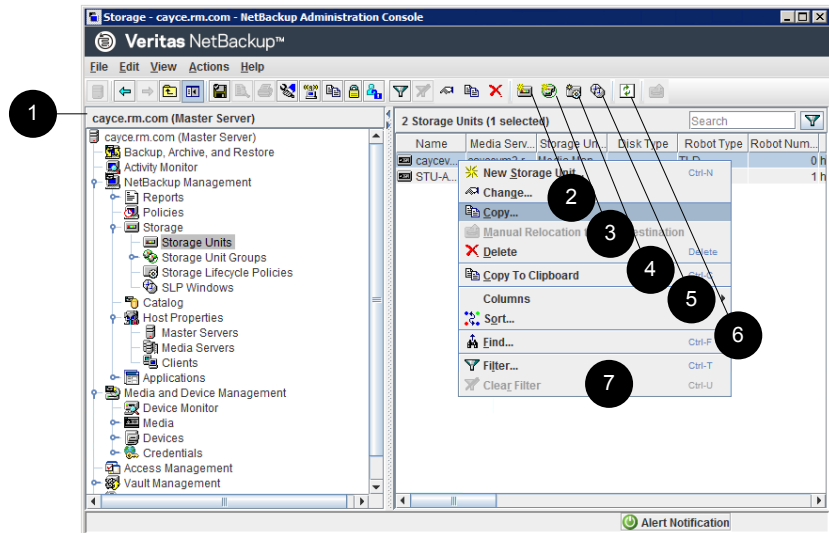 Storage - cayce.rm.com - NetBackup Administration Console
Veritas NetBackup™
File Edit View Actions Help
1
cayce.rm.com (Master Server)
2 Storage Units (1 selected)
Search
cayce.rm.com (Master Server)
Backup, Archive, and Restore
Activity Monitor
NetBackup Management
Reports
Policies
Storage
Storage Units
Storage Unit Groups
Storage Lifecycle Policies
SLP Windows
Catalog
Host Properties
Master Servers
Media Servers
Clients
Applications
Media and Device Management
Device Monitor
Media
Devices
Credentials
Access Management
Vault Management
Name Media Serv... Storage Un... Disk Type Robot Type Robot Num...
caycev... TLD 0 h
STU-A... 1 h
New Storage Unit... Ctrl-N
Change...
2
Copy...
Manual Relocation Destination
3
Delete Delete
4
Copy To Clipboard Ctrl-C
5
Columns
6
Sort...
Find... Ctrl-F
Filter... Ctrl-T
7
Clear Filter Ctrl-U
Alert Notification